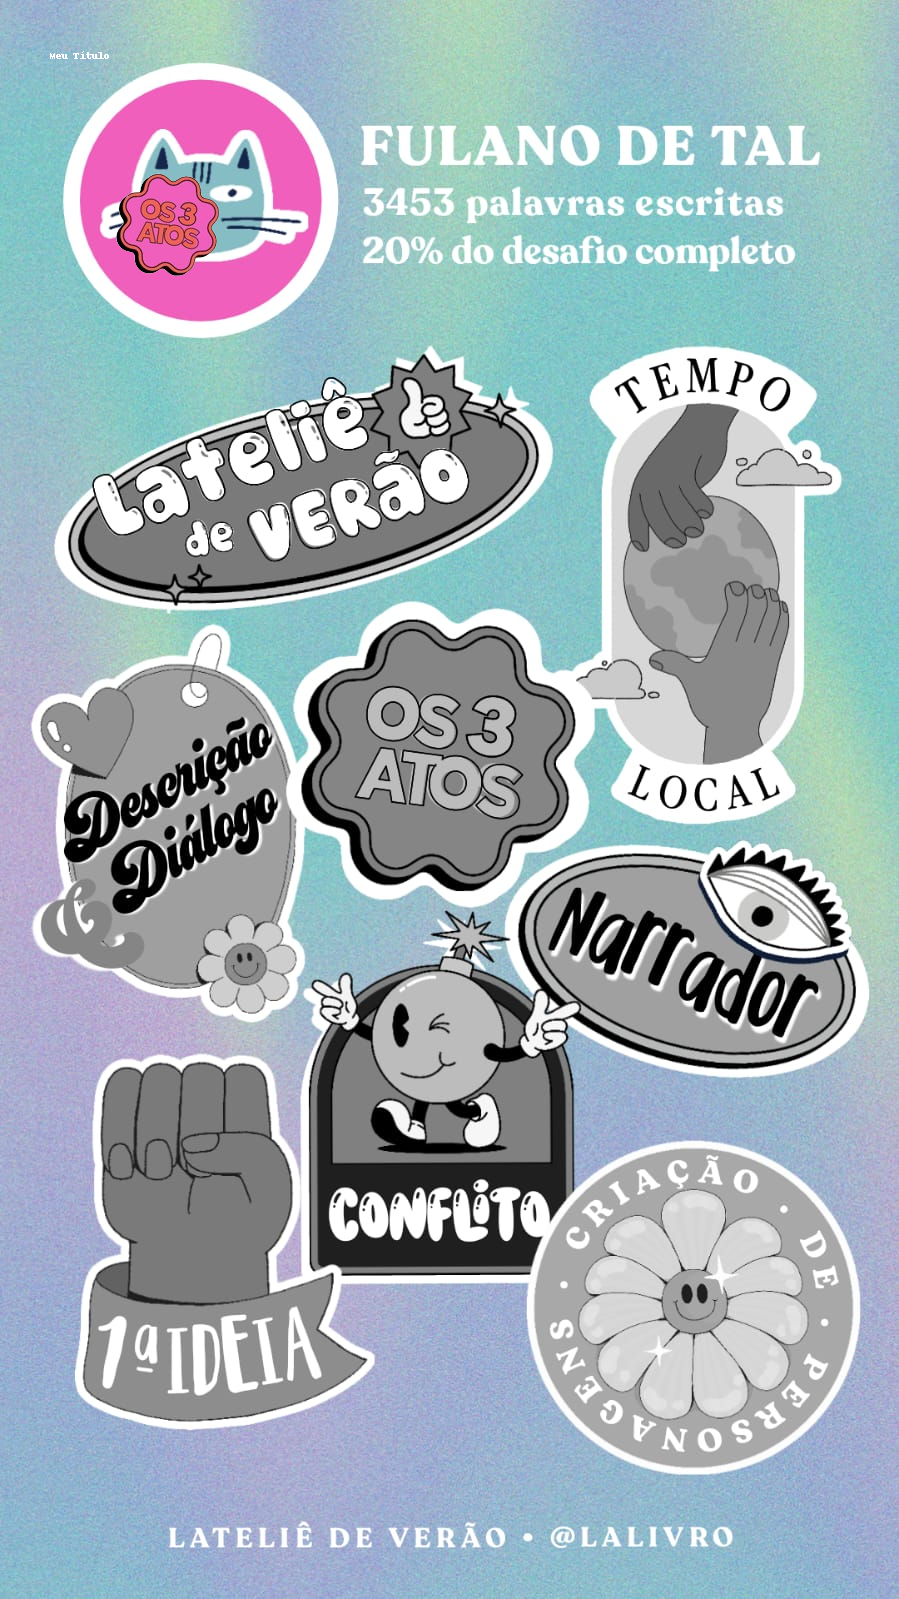 Meu Titulo
FULANO DE TAL
3453 palavras escritas
20% do desafio completo
OS 3
ATOS
Lateliê
de VERÃO
TEMPO
LOCAL
Descrição
Diálogo
&
OS 3
ATOS
Narrador
CONFLITO
1ª IDEIA
CRIAÇÃO · DE · PERSONAGENS ·
LATELIÊ DE VERÃO • @LALIVRO